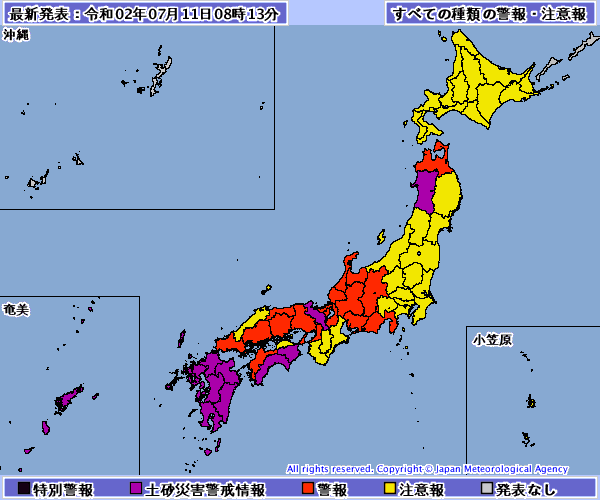 最新発表：令和02年07月11日08時13分
すべての種類の警報・注意報
沖縄
奄美
小笠原
All rights reserved. Copyright © Japan Meteorological Agency
特別警報 土砂災害警戒情報 警報 注意報 発表なし